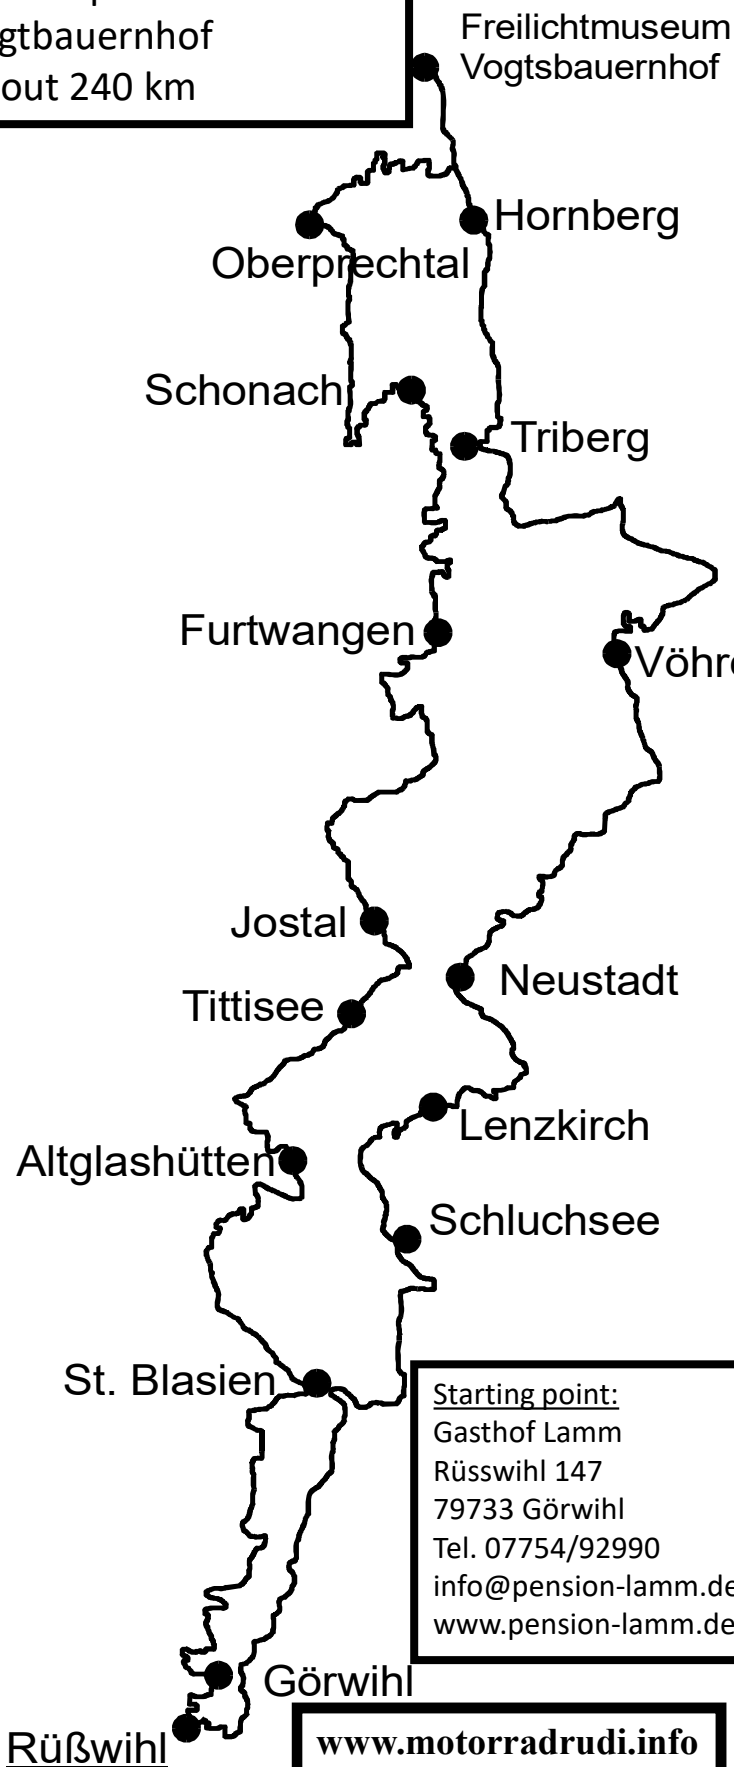 gtbauernhof
out 240 km
Freilichtmuseum
Vogtsbauernhof
Hornberg
Oberprechtal
Schonach
Triberg
Furtwangen
Jostal
Neustadt
Tittisee
Lenzkirch
Altglashütten
Schluchsee
St. Blasien
Starting point:
Gasthof Lamm
Rüsswihl 147
79733 Görwihl
Tel. 07754/92990
info@pension-lamm.de
www.pension-lamm.de
Görwihl
Rüßwihl
www.motorradrudi.info